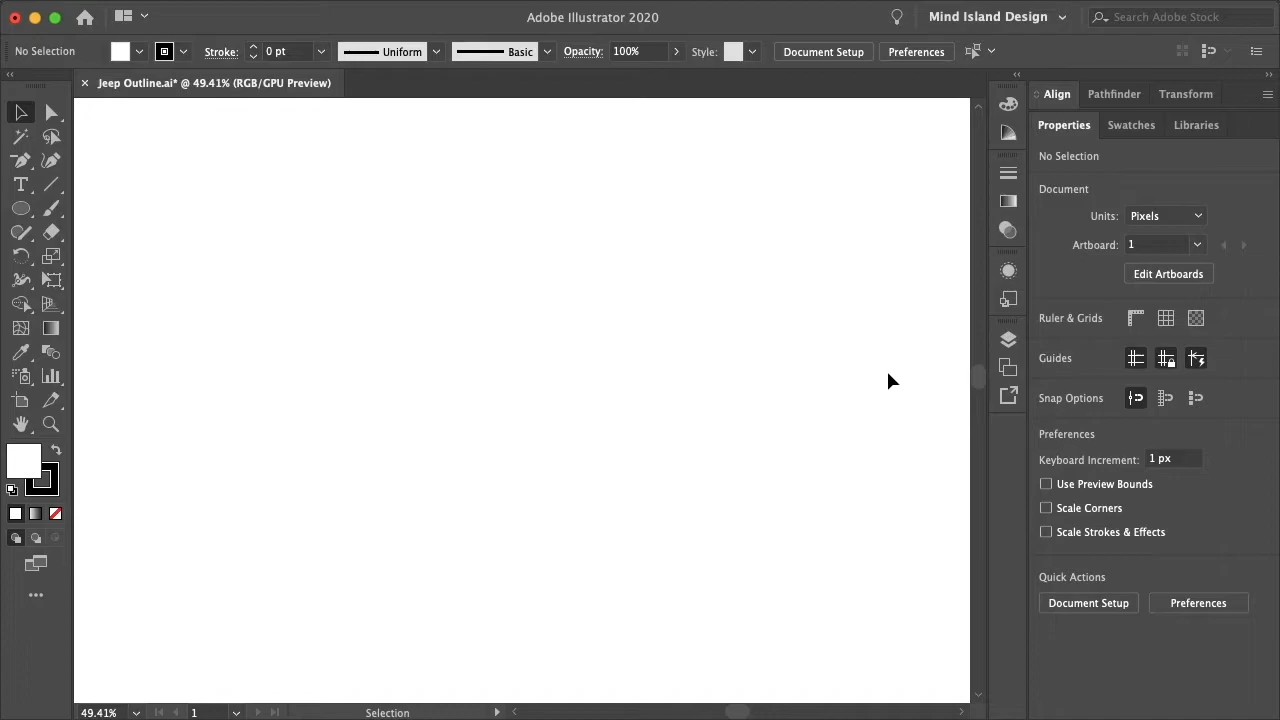 Adobe Illustrator 2020
Mind Island Design
Search Adobe Stock
No Selection
Stroke:
0 pt
Uniform
Basic
Opacity:
100%
Style:
Document Setup
Preferences
Jeep Outline.ai* @ 49.41% (RGB/GPU Preview)
Align
Pathfinder
Transform
Properties
Swatches
Libraries
No Selection
Document
Units:
Pixels
Artboard:
1
Edit Artboards
Ruler & Grids
Guides
Snap Options
Preferences
Keyboard Increment:
1 px
Use Preview Bounds
Scale Corners
Scale Strokes & Effects
Quick Actions
Document Setup
Preferences
49.41%
1
Selection